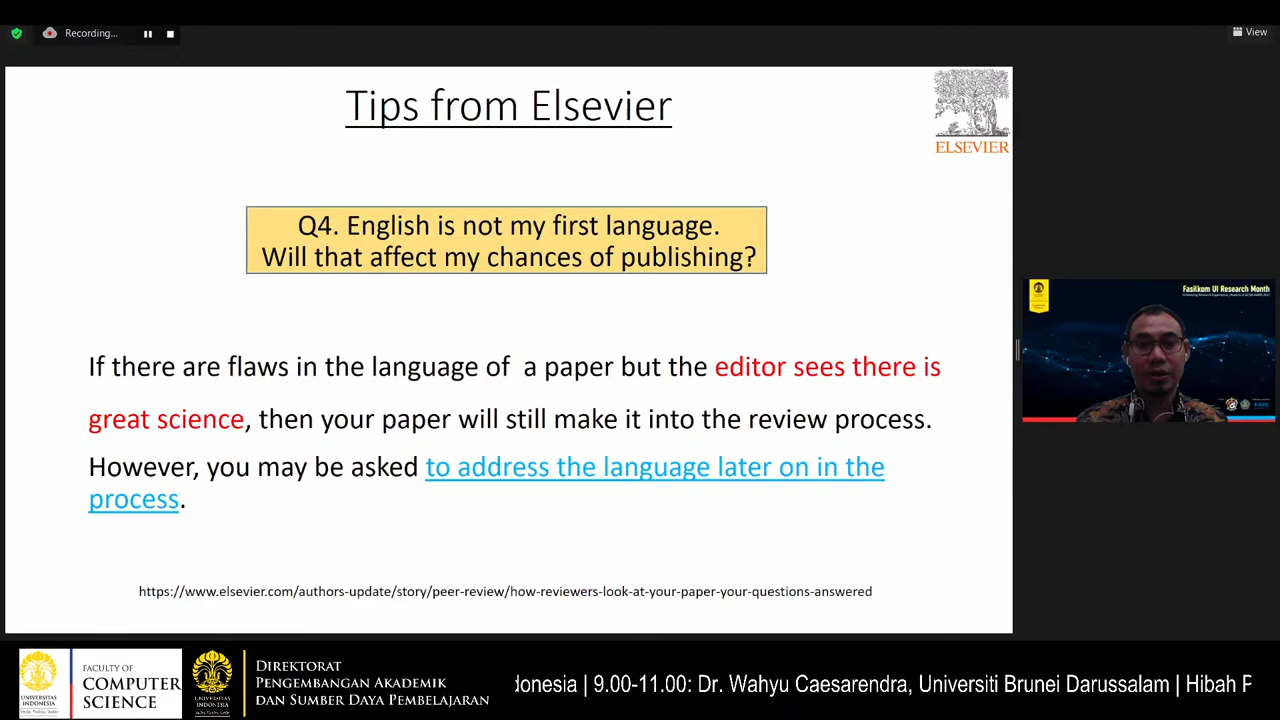 Recording...
View
Tips from Elsevier
ELSEVIER
Q4. English is not my first language.
Will that affect my chances of publishing?
If there are flaws in the language of a paper but the editor sees there is
great science, then your paper will still make it into the review process.
However, you may be asked to address the language later on in the
process.
https://www.elsevier.com/authors-update/story/peer-review/how-reviewers-look-at-your-paper-your-questions-answered
Fasilkom UI Research Month
UNIVERSITAS
INDONESIA
FACULTY OF
COMPUTER
SCIENCE
UNIVERSITAS
INDONESIA
DIREKTORAT
PENGEMBANGAN AKADEMIK
DAN SUMBER DAYA PEMBELAJARAN
donesia | 9.00-11.00: Dr. Wahyu Caesarendra, Universiti Brunei Darussalam | Hibah P